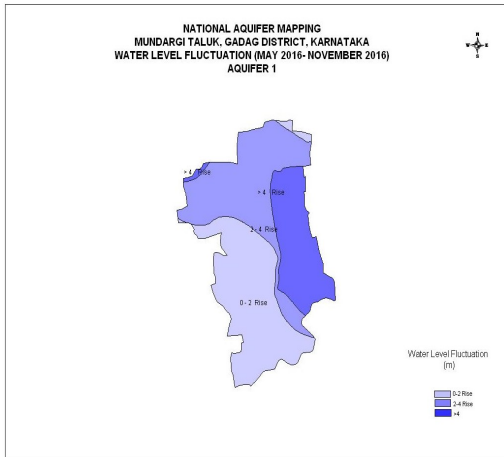 NATIONAL AQUIFER MAPPING
MUNDARGI TALUK, GADAG DISTRICT, KARNATAKA
WATER LEVEL FLUCTUATION (MAY 2016- NOVEMBER 2016)
AQUIFER 1
N
W E
S
> 4 Rise
> 4 Rise
2 - 4 Rise
0 - 2 Rise
Water Level Fluctuation
(m)
0-2 Rise
2-4 Rise
>4